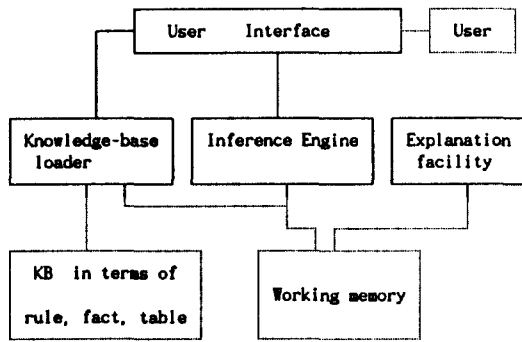 User Interface
User
Knowledge-base
loader
Inference Engine
Explanation
facility
KB in terms of
rule, fact, table
Working memory